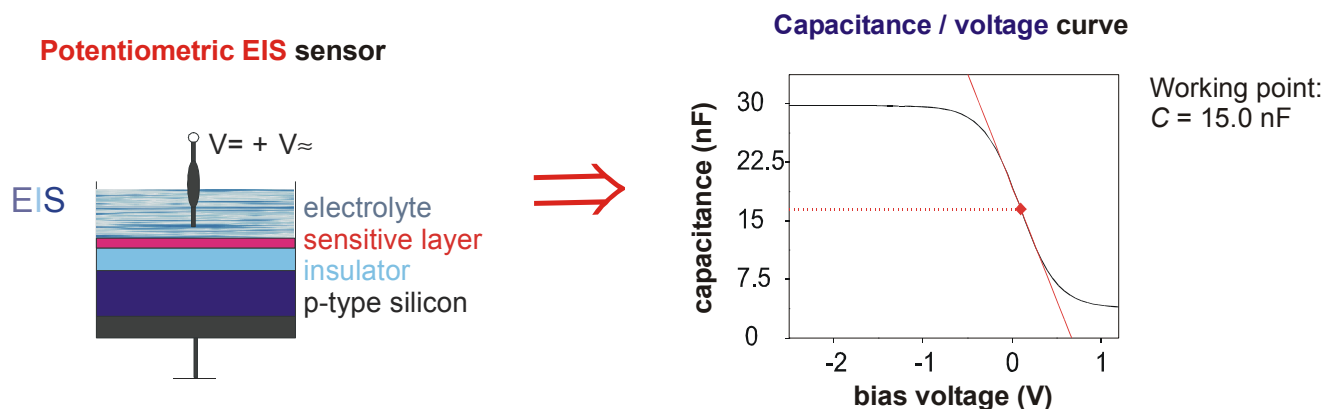 Potentiometric EIS sensor
V= + V≈
EIS
electrolyte
sensitive layer
insulator
p-type silicon
Capacitance / voltage curve
capacitance (nF)
30
22.5
15
7.5
0
-2
-1
0
1
bias voltage (V)
Working point:
C = 15.0 nF